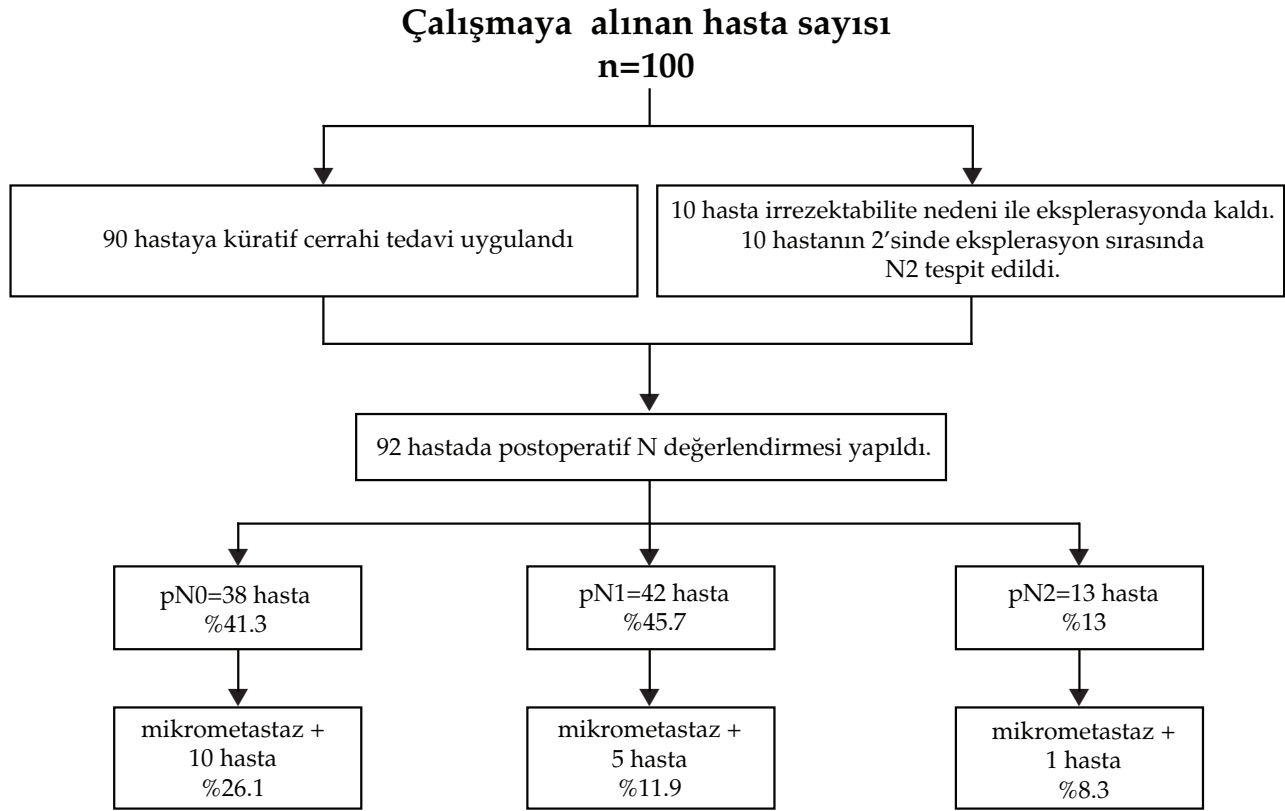 Çalışmaya alınan hasta sayısı
n=100
90 hastaya küratif cerrahi tedavi uygulandı
10 hasta irrezektabilite nedeni ile eksplerasyonda kaldı.
10 hastanın 2'sinde eksplerasyon sırasında
N2 tespit edildi.
92 hastada postoperatif N değerlendirmesi yapıldı.
pN0=38 hasta
%41.3
pN1=42 hasta
%45.7
pN2=13 hasta
%13
mikrometastaz +
10 hasta
%26.1
mikrometastaz +
5 hasta
%11.9
mikrometastaz +
1 hasta
%8.3